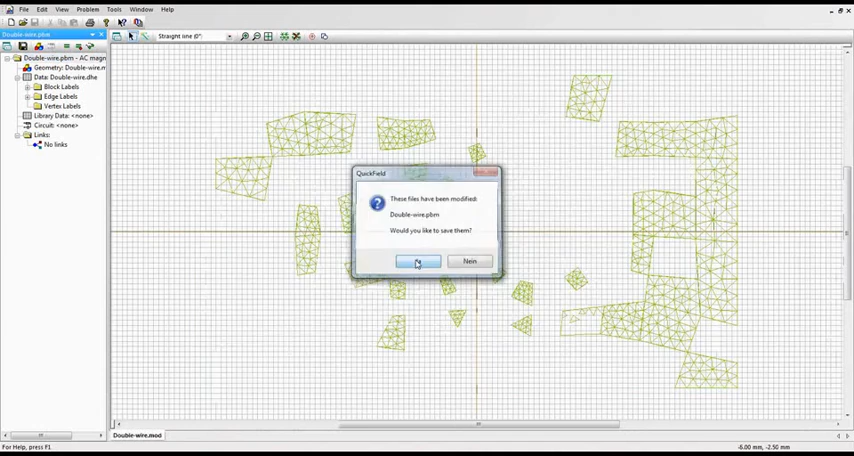 File Edit View Problem Tools Window Help
Straight line (0°:
Double-wire.pbm
Double-wire.pbm - AC magn
Geometry: Double-wire.m
Data: Double-wire.dhe
Block Labels
Edge Labels
Vertex Labels
Library Data: <none>
Circuit: <none>
Links:
No links
QuickField
These files have been modified:
Double-wire.pbm
Would you like to save them?
Nein
Double-wire.mod
For Help, press F1
-6.00 mm, -2.50 mm